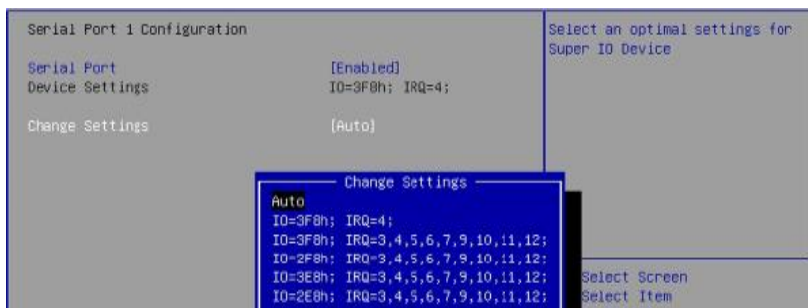 Serial Port 1 Configuration
Select an optimal settings for
Super IO Device
Serial Port [Enabled]
Device Settings IO=3F8h; IRQ=4;
Change Settings [Auto]
Change Settings
Auto
IO=3F8h; IRQ=4;
IO=3F8h; IRQ=3,4,5,6,7,9,10,11,12;
IO=2F8h; IRQ=3,4,5,6,7,9,10,11,12;
IO=3E8h; IRQ=3,4,5,6,7,9,10,11,12;
IO=2E8h; IRQ=3,4,5,6,7,9,10,11,12;
Select Screen
Select Item